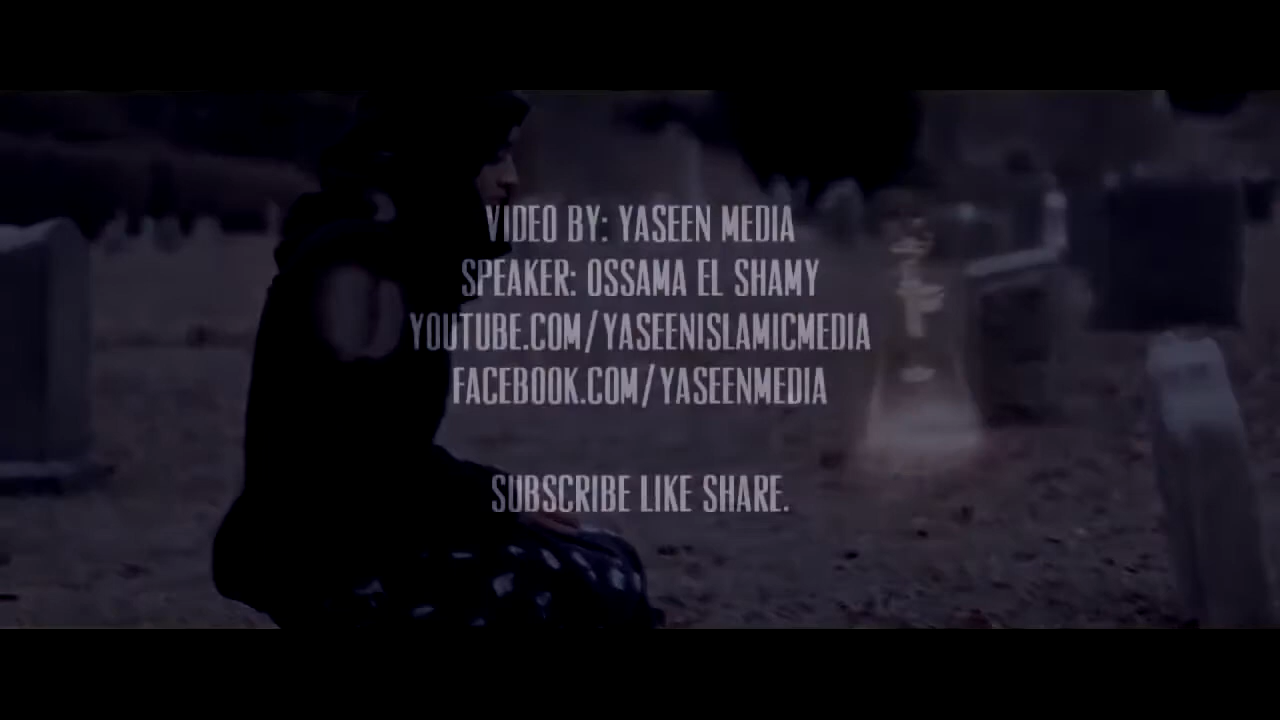 VIDEO BY: YASEEN MEDIA
SPEAKER: OSSAMA EL SHAMY
YOUTUBE.COM/YASEENISLAMICMEDIA
FACEBOOK.COM/YASEENMEDIA
SUBSCRIBE LIKE SHARE.